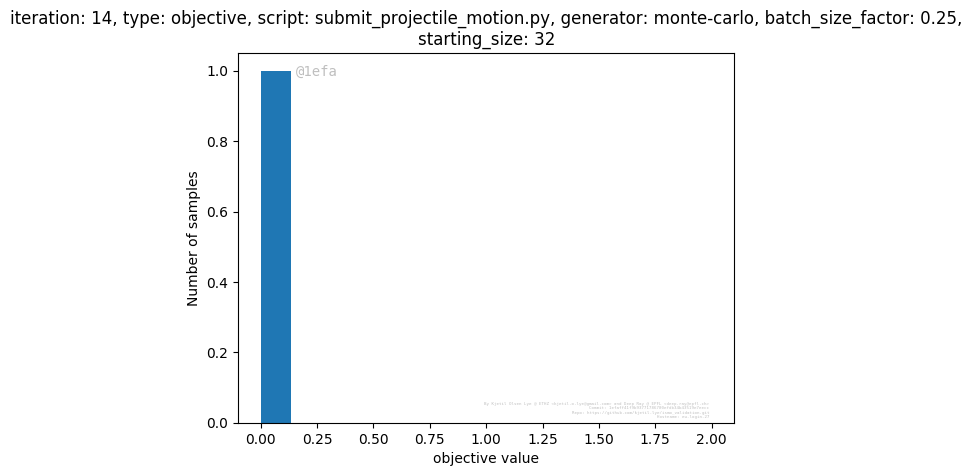 iteration: 14, type: objective, script: submit_projectile_motion.py, generator: monte-carlo, batch_size_factor: 0.25,
starting_size: 32
1.0
@1efa
0.8
0.6
0.4
0.2
0.0
Number of samples
0.00 0.25 0.50 0.75 1.00 1.25 1.50 1.75 2.00
objective value